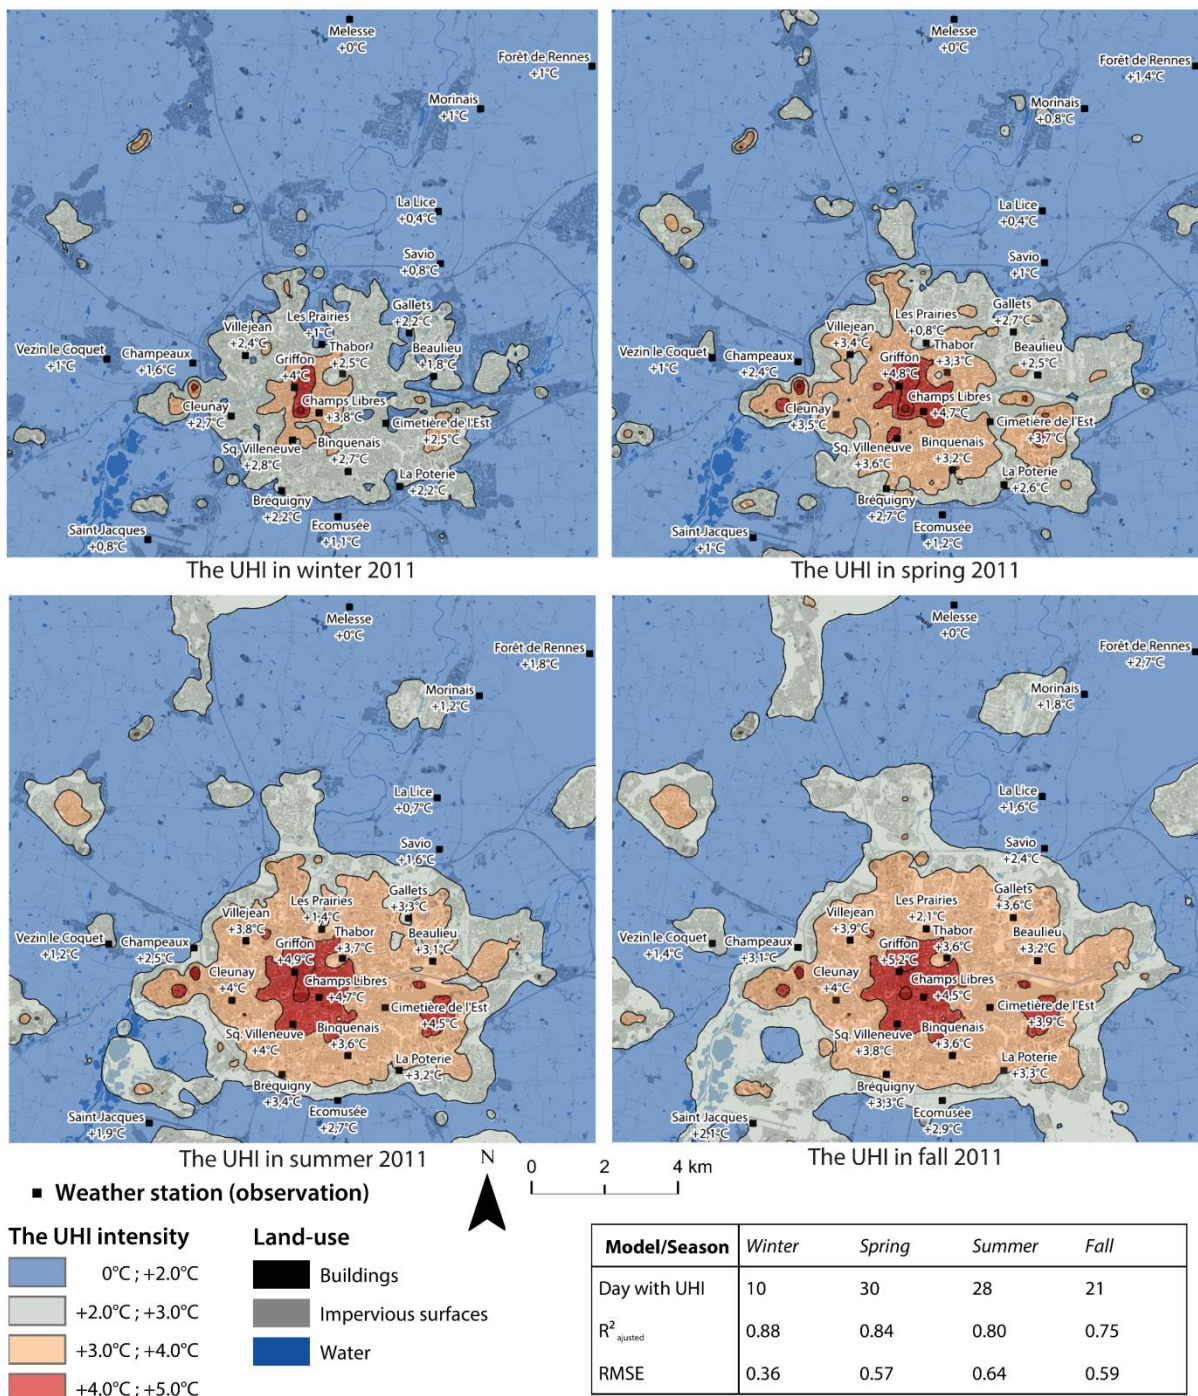 Melesse
+0°C
Forêt de Rennes
+1°C
Morinais
+1°C
La Lice
+0,4°C
Savio
+0,8°C
Gallets
+2,2°C
Les Prairies
+1°C
Villejean
+2,4°C
Thabor
+2,5°C
Beaulieu
+1,8°C
Vezin le Coquet
+1°C
Champeaux
+1,6°C
Griffon
+4°C
Champs Libres
+3,8°C
Cleunay
+2,7°C
Cimetière de l'Est
+2,5°C
Sq. Villeneuve
+2,8°C
Binquenais
+2,7°C
La Poterie
+2,2°C
Bréquigny
+2,2°C
Ecomusée
+1,1°C
Saint Jacques
+0,8°C
The UHI in winter 2011
Melesse
+0°C
Forêt de Rennes
+1,4°C
Morinais
+0,8°C
La Lice
+0,4°C
Savio
+1°C
Gallets
+2,7°C
Les Prairies
+0,8°C
Villejean
+3,4°C
Thabor
+3,3°C
Beaulieu
+2,5°C
Vezin le Coquet
+1°C
Champeaux
+2,4°C
Griffon
+4,8°C
Champs Libres
+4,7°C
Cleunay
+3,5°C
Cimetière de l'Est
+3,7°C
Sq. Villeneuve
+3,6°C
Binquenais
+3,2°C
La Poterie
+2,6°C
Bréquigny
+2,7°C
Ecomusée
+1,2°C
Saint Jacques
+1°C
The UHI in spring 2011
Melesse
+0°C
Forêt de Rennes
+1,8°C
Morinais
+1,2°C
La Lice
+0,7°C
Savio
+1,6°C
Gallets
+3,3°C
Les Prairies
+1,4°C
Villejean
+3,8°C
Thabor
+3,7°C
Beaulieu
+3,1°C
Vezin le Coquet
+1,2°C
Champeaux
+2,5°C
Griffon
+4,9°C
Champs Libres
+4,7°C
Cleunay
+4°C
Cimetière de l'Est
+4,5°C
Sq. Villeneuve
+4°C
Binquenais
+3,6°C
La Poterie
+3,2°C
Bréquigny
+3,4°C
Ecomusée
+2,7°C
Saint Jacques
+1,9°C
The UHI in summer 2011
Melesse
+0°C
Forêt de Rennes
+2,7°C
Morinais
+1,8°C
La Lice
+1,6°C
Savio
+2,4°C
Gallets
+3,6°C
Les Prairies
+2,1°C
Villejean
+3,9°C
Thabor
+3,6°C
Beaulieu
+3,2°C
Vezin le Coquet
+1,4°C
Champeaux
+3,1°C
Griffon
+5,2°C
Champs Libres
+4,5°C
Cleunay
+4°C
Cimetière de l'Est
+3,9°C
Sq. Villeneuve
+3,8°C
Binquenais
+3,6°C
La Poterie
+3,3°C
Bréquigny
+3,3°C
Ecomusée
+2,9°C
Saint Jacques
+2,1°C
The UHI in fall 2011
N
0 2 4 km
Weather station (observation)
The UHI intensity
0°C ; +2.0°C
+2.0°C ; +3.0°C
+3.0°C ; +4.0°C
+4.0°C ; +5.0°C
Land-use
Buildings
Impervious surfaces
Water
Model/Season Winter Spring Summer Fall
Day with UHI 10 30 28 21
R² ajusted 0.88 0.84 0.80 0.75
RMSE 0.36 0.57 0.64 0.59